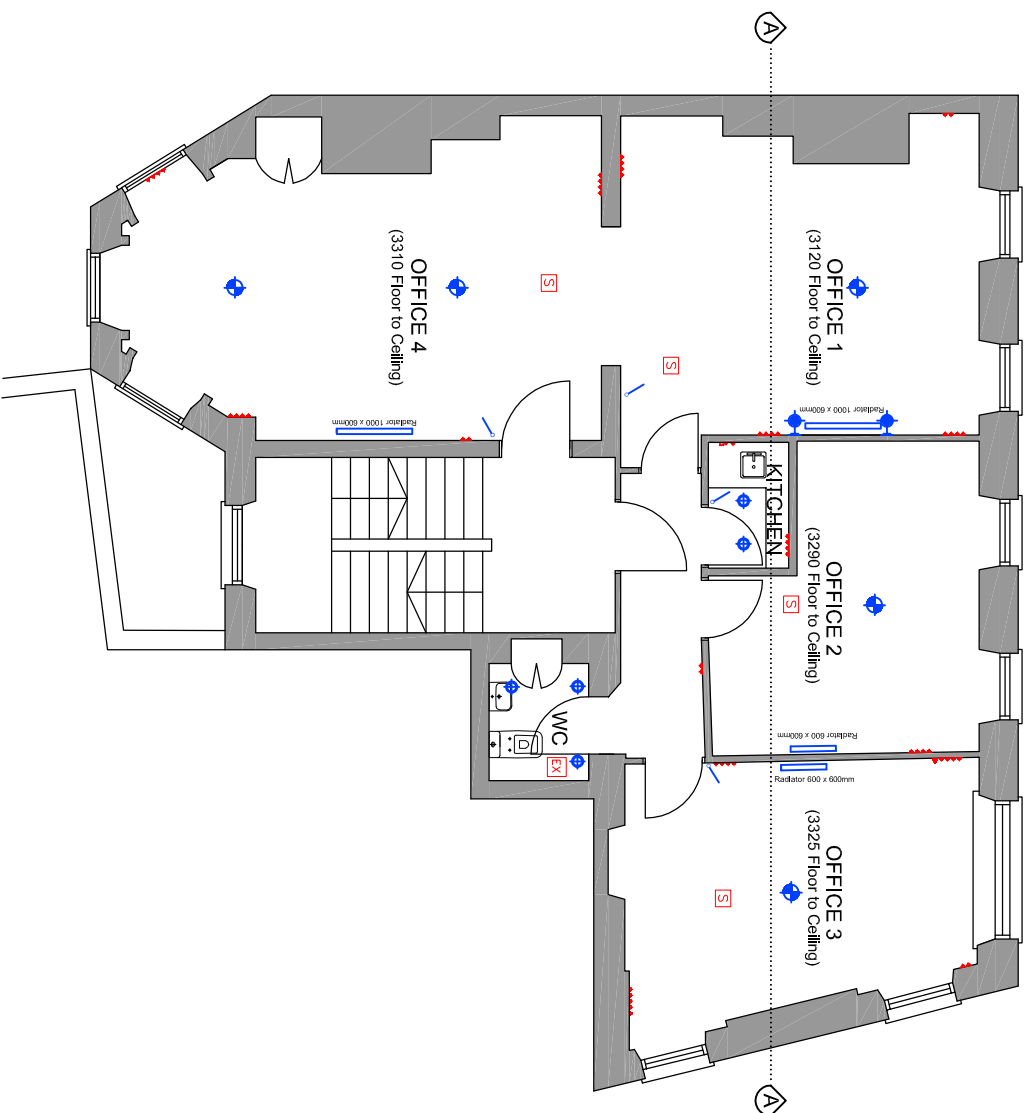 A
OFFICE 4
(3310 Floor to Ceiling)
S
Radiator 1000 x 600mm
OFFICE 1
(3120 Floor to Ceiling)
S
Radiator 1000 x 600mm
KITCHEN
OFFICE 2
(3290 Floor to Ceiling)
S
Radiator 600 x 600mm
WC
EX
Radiator 600 x 600mm
OFFICE 3
(3325 Floor to Ceiling)
S
A